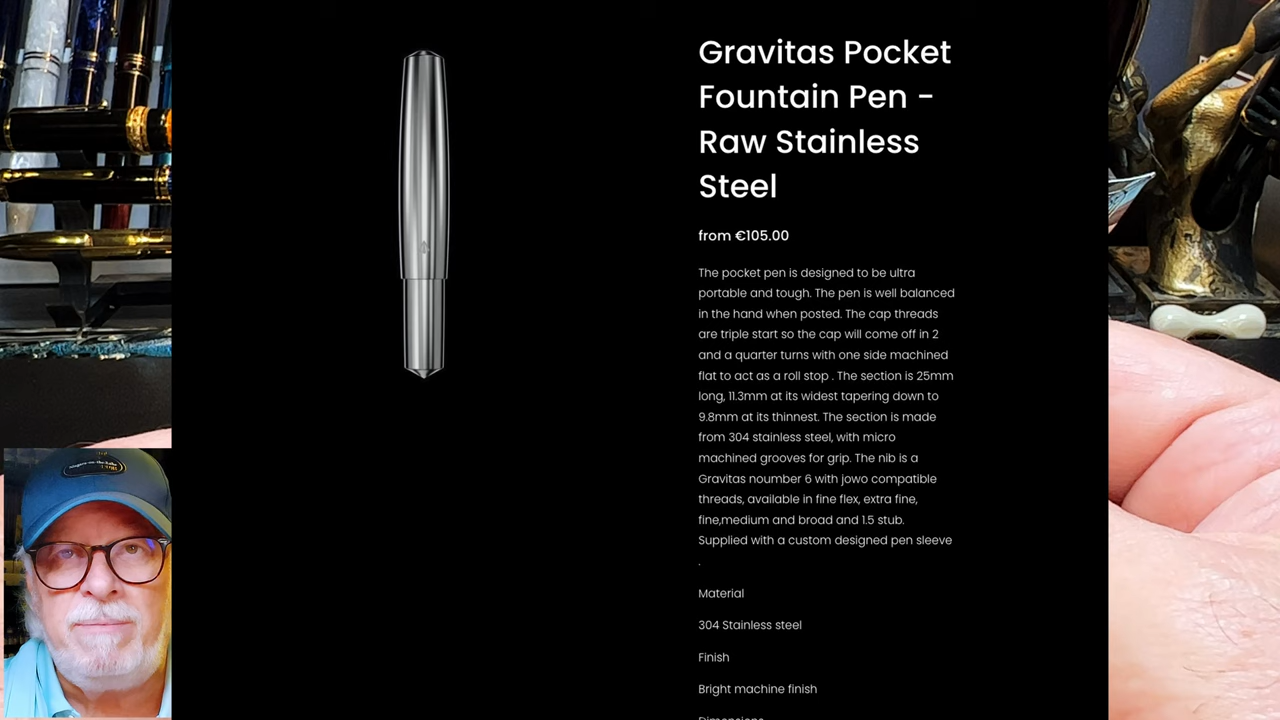 Gravitas Pocket
Fountain Pen -
Raw Stainless
Steel
from €105.00
The pocket pen is designed to be ultra
portable and tough. The pen is well balanced
in the hand when posted. The cap threads
are triple start so the cap will come off in 2
and a quarter turns with one side machined
flat to act as a roll stop . The section is 25mm
long, 11.3mm at its widest tapering down to
9.8mm at its thinnest. The section is made
from 304 stainless steel, with micro
machined grooves for grip. The nib is a
Gravitas noumber 6 with jowo compatible
threads, available in fine flex, extra fine,
fine,medium and broad and 1.5 stub.
Supplied with a custom designed pen sleeve
.
Material
304 Stainless steel
Finish
Bright machine finish
Dimensions